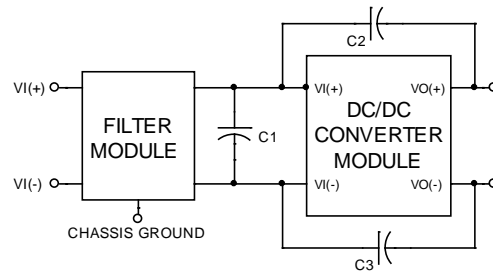 C2
VI(+)
VI(+)
VO(+)
FILTER
MODULE
C1
DC/DC
CONVERTER
MODULE
VI(-)
VI(-)
VO(-)
CHASSIS GROUND
C3